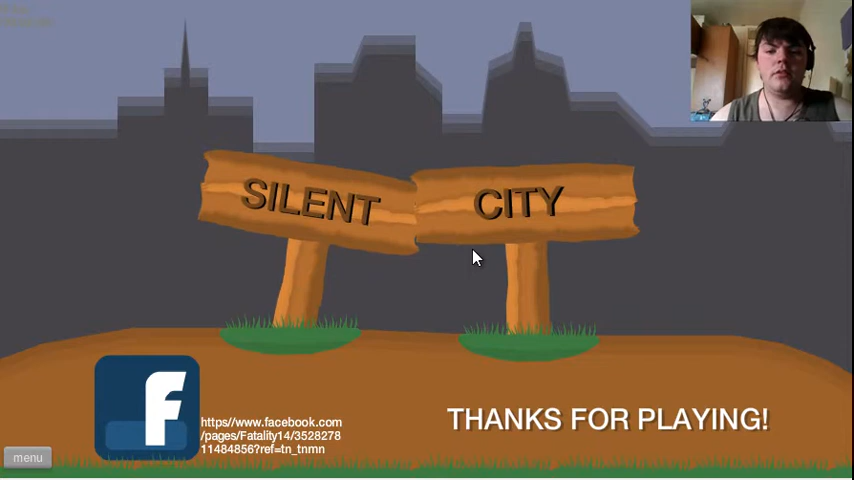 SILENT CITY
THANKS FOR PLAYING!
https//www.facebook.com
/pages/Fatality14/3528278
11484856?ref=tn_tnmn
menu